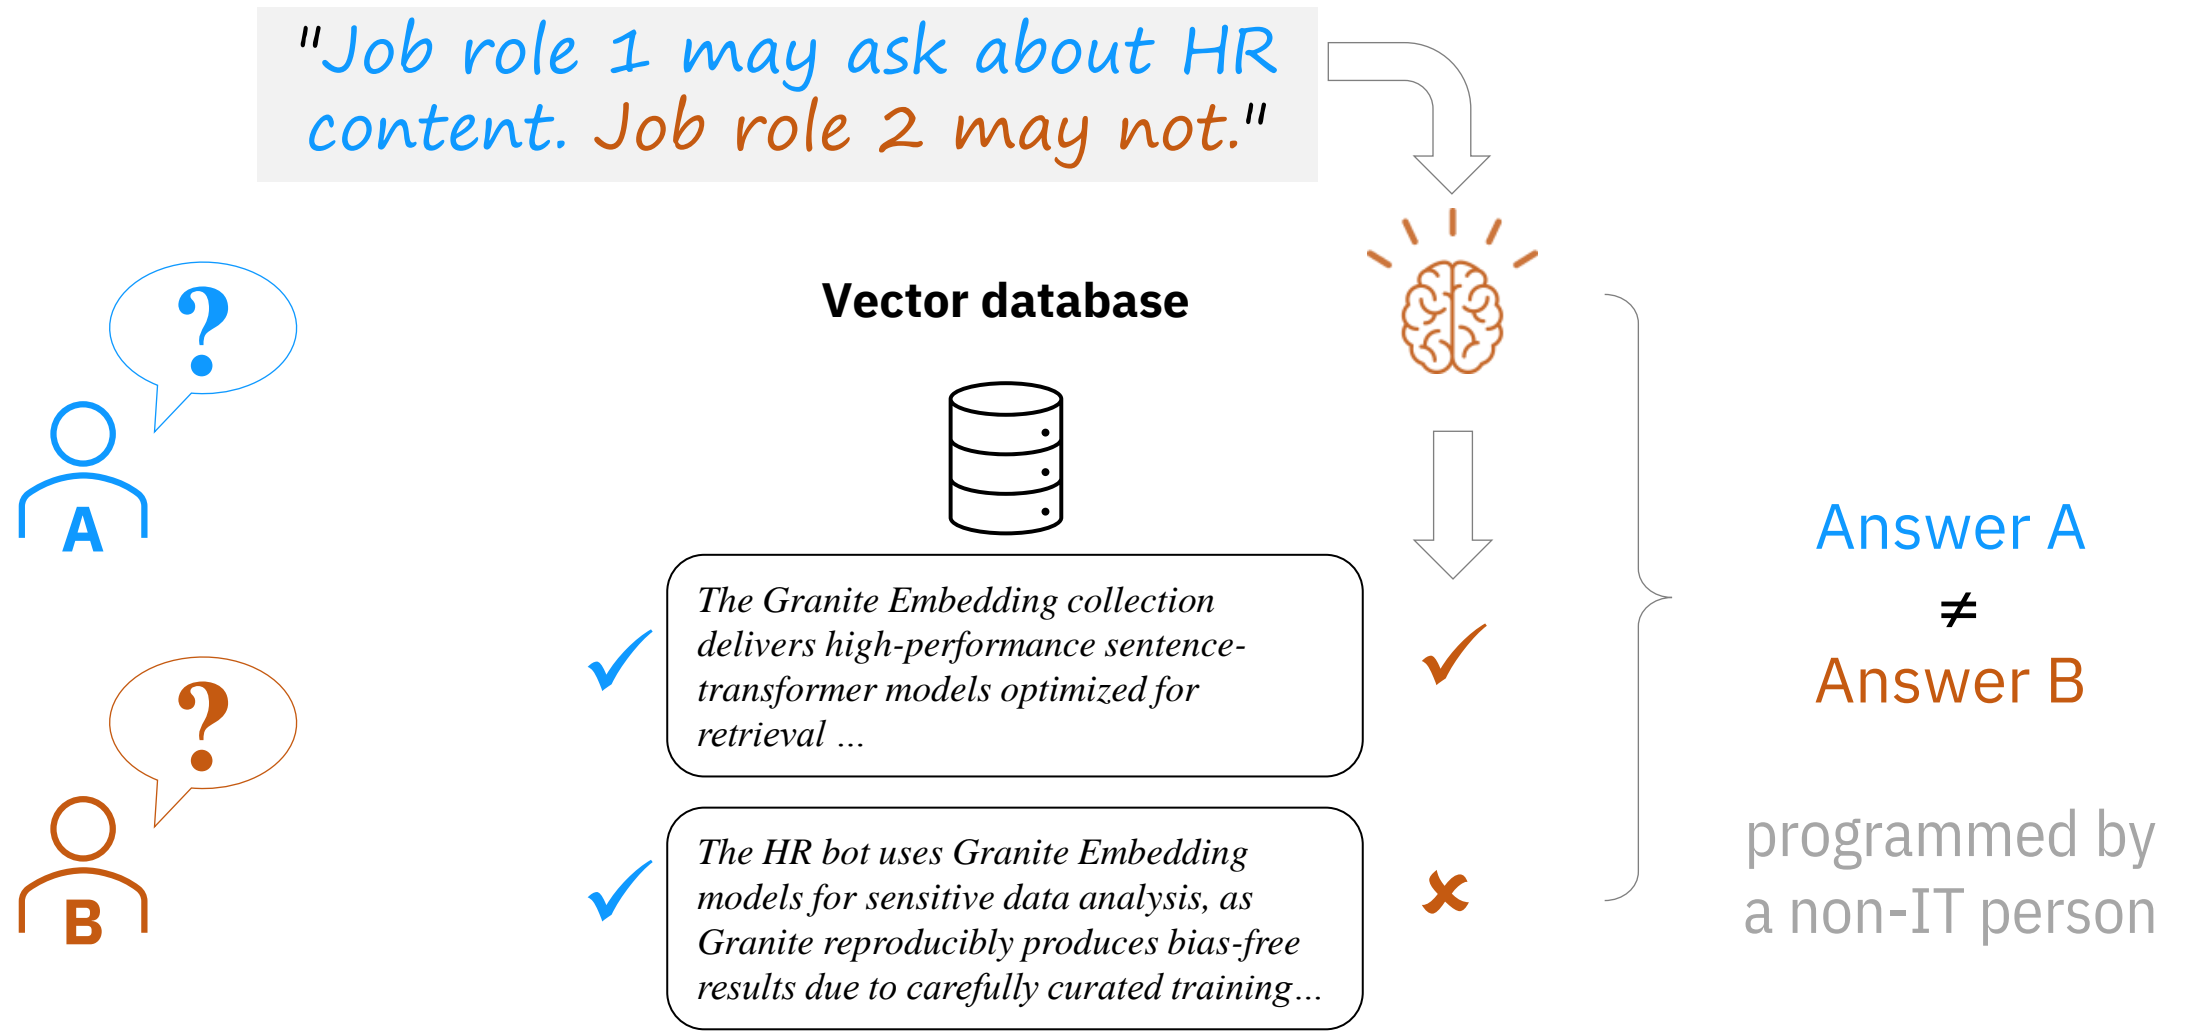 "Job role 1 may ask about HR
content. Job role 2 may not."
?
A
?
B
Vector database
The Granite Embedding collection
delivers high-performance sentence-
transformer models optimized for
retrieval …
The HR bot uses Granite Embedding
models for sensitive data analysis, as
Granite reproducibly produces bias-free
results due to carefully curated training…
Answer A
≠
Answer B
programmed by
a non-IT person